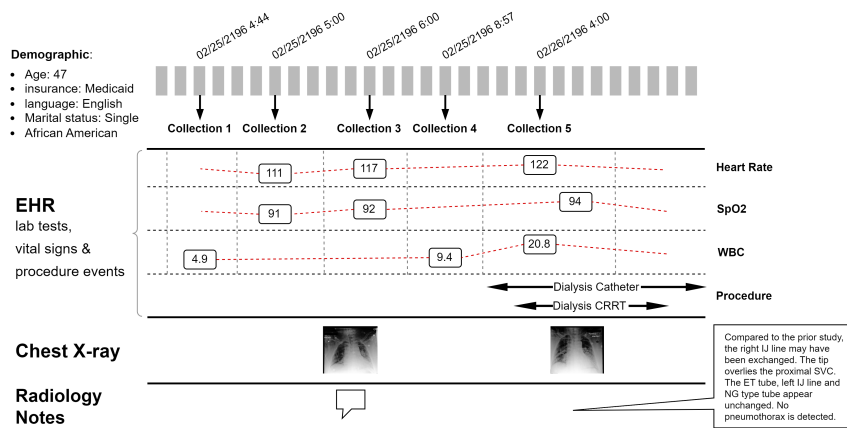 02/25/2196 4:44
02/25/2196 5:00
02/25/2196 6:00
02/25/2196 8:57
02/26/2196 4:00
Demographic:
• Age: 47
• insurance: Medicaid
• language: English
• Marital status: Single
• African American
Collection 1
Collection 2
Collection 3
Collection 4
Collection 5
EHR
lab tests,
vital signs &
procedure events
111
117
122
Heart Rate
91
92
94
SpO2
4.9
9.4
20.8
WBC
Dialysis Catheter
Dialysis CRRT
Procedure
Chest X-ray
Radiology
Notes
Compared to the prior study,
the right IJ line may have
been exchanged. The tip
overlies the proximal SVC.
The ET tube, left IJ line and
NG type tube appear
unchanged. No
pneumothorax is detected.